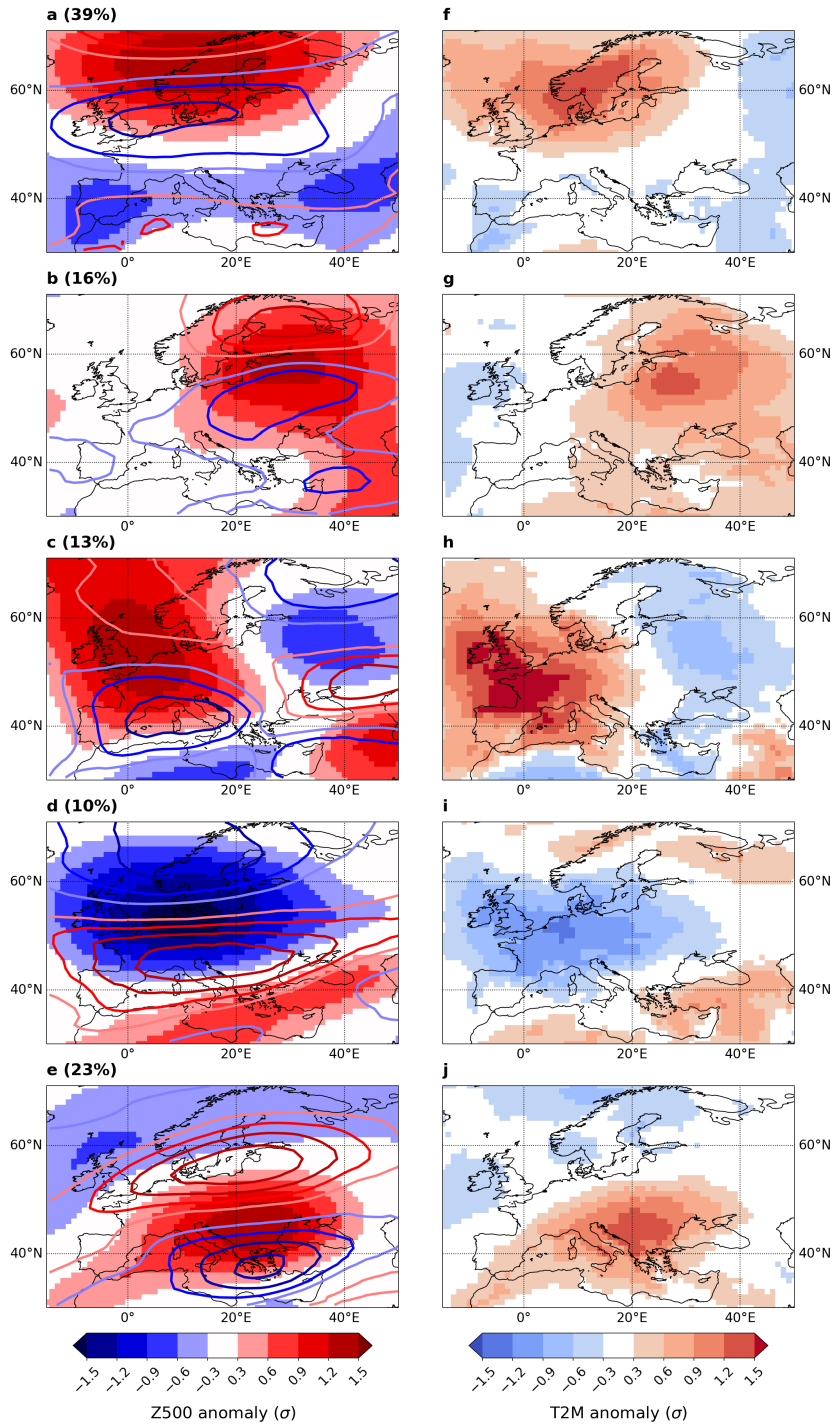 a (39%)
f
60°N
40°N
0°
20°E
40°E
0°
20°E
40°E
60°N
40°N
b (16%)
g
60°N
40°N
0°
20°E
40°E
0°
20°E
40°E
60°N
40°N
c (13%)
h
60°N
40°N
0°
20°E
40°E
0°
20°E
40°E
60°N
40°N
d (10%)
i
60°N
40°N
0°
20°E
40°E
0°
20°E
40°E
60°N
40°N
e (23%)
j
60°N
40°N
0°
20°E
40°E
0°
20°E
40°E
60°N
40°N
−1.5
−1.2
−0.9
−0.6
−0.3
0.3
0.6
0.9
1.2
1.5
Z500 anomaly (σ)
−1.5
−1.2
−0.9
−0.6
−0.3
0.3
0.6
0.9
1.2
1.5
T2M anomaly (σ)